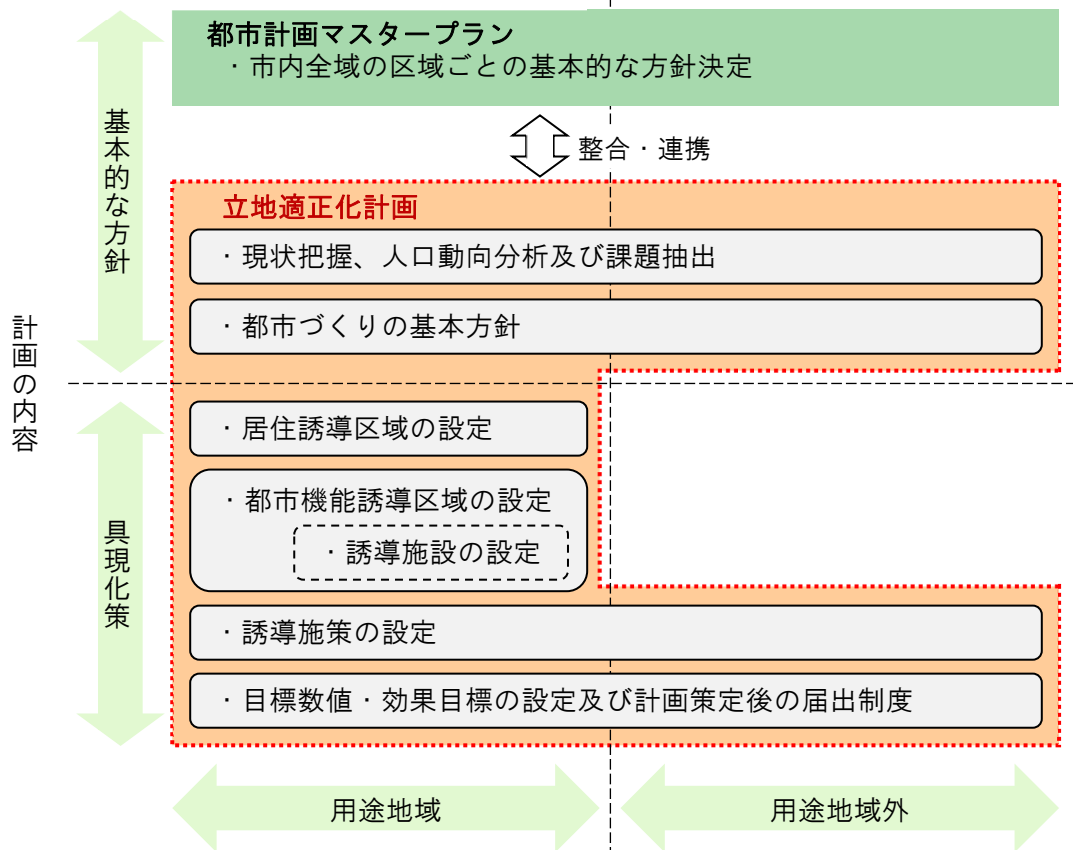 都市計画マスタープラン
・市内全域の区域ごとの基本的な方針決定
整合・連携
基本的な方針
立地適正化計画
・現状把握、人口動向分析及び課題抽出
・都市づくりの基本方針
計画の内容
具現化策
・居住誘導区域の設定
・都市機能誘導区域の設定
・誘導施設の設定
・誘導施策の設定
・目標数値・効果目標の設定及び計画策定後の届出制度
用途地域
用途地域外